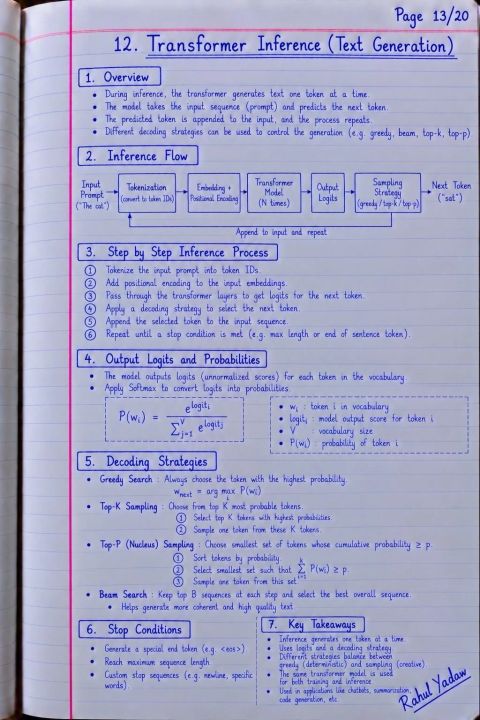 Page 13/20
12. Transformer Inference (Text Generation)
1. Overview
• During inference, the transformer generates text one token at a time.
• The model takes the input sequence (prompt) and predicts the next token.
• The predicted token is appended to the input, and the process repeats.
• Different decoding strategies can be used to control the generation (e.g. greedy, beam, top-k, top-p)
2. Inference Flow
Input Prompt ("The cat")
Tokenization (convert to token IDs)
Embedding + Positional Encoding
Transformer Model (N times)
Output Logits
Sampling Strategy (greedy/top-k/top-p)
Next Token ("sat")
Append to input and repeat
3. Step by Step Inference Process
① Tokenize the input prompt into token IDs.
② Add positional encoding to the input embeddings.
③ Pass through the transformer layers to get logits for the next token.
④ Apply a decoding strategy to select the next token.
⑤ Append the selected token to the input sequence.
⑥ Repeat until a stop condition is met (e.g. max length or end of sentence token).
4. Output Logits and Probabilities
• The model outputs logits (unnormalized scores) for each token in the vocabulary.
• Apply Softmax to convert logits into probabilities.
P(wᵢ) = e^logitᵢ / Σⱼ₌₁^V e^logitⱼ
• wᵢ : token i in vocabulary
• logitᵢ : model output score for token i
• V : vocabulary size
• P(wᵢ) : probability of token i
5. Decoding Strategies
• Greedy Search : Always choose the token with the highest probability.
w_next = arg max_i P(wᵢ)
• Top-K Sampling : Choose from top K most probable tokens.
① Select top K tokens with highest probabilities.
② Sample one token from these K tokens.
• Top-P (Nucleus) Sampling : Choose smallest set of tokens whose cumulative probability ≥ p.
① Sort tokens by probability
② Select smallest set such that Σᵢ₌₁^k P(wᵢ) ≥ p.
③ Sample one token from this set
• Beam Search : Keep top B sequences at each step and select the best overall sequence.
• Helps generate more coherent and high quality text
6. Stop Conditions
• Generate a special end token (e.g. <eos>)
• Reach maximum sequence length
• Custom stop sequences (e.g. newline, specific
words).
7. Key Takeaways
• Inference generates one token at a time.
• Uses logits and a decoding strategy.
• Different strategies balance between
greedy (deterministic) and sampling (creative).
• The same transformer model is used
for both training and inference
• Used in applications like chatbots, summarization,
code generation, etc.
Rahul Yadaw